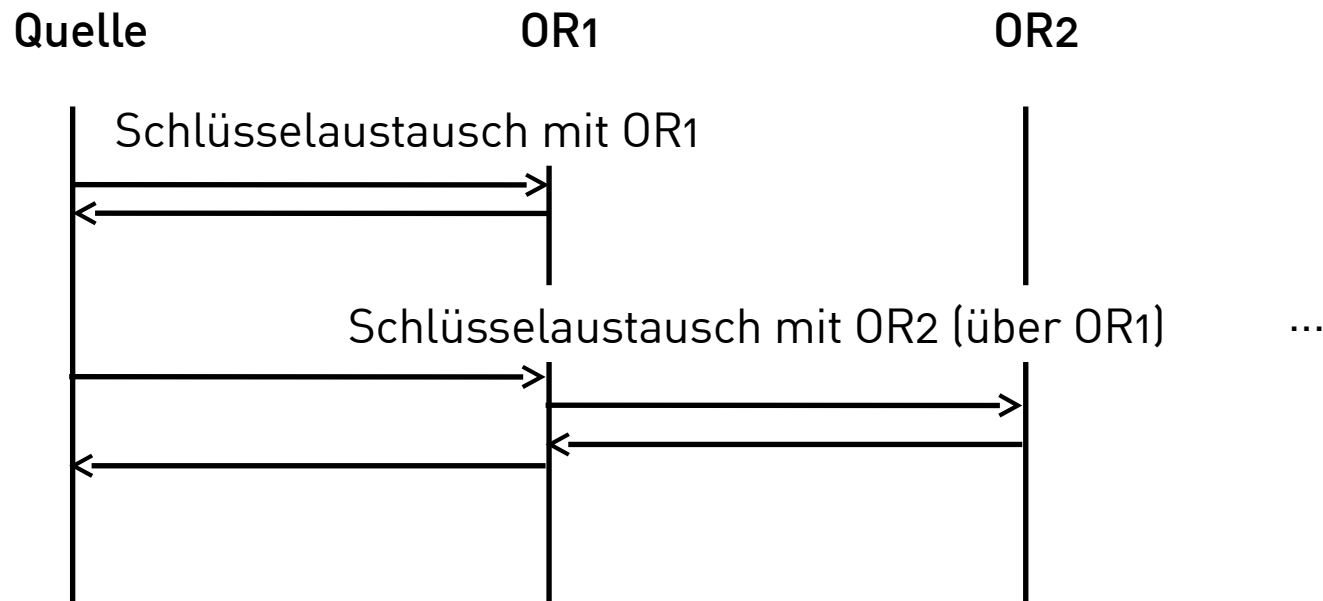 Quelle OR1 OR2
Schlüsselaustausch mit OR1
Schlüsselaustausch mit OR2 (über OR1) ...